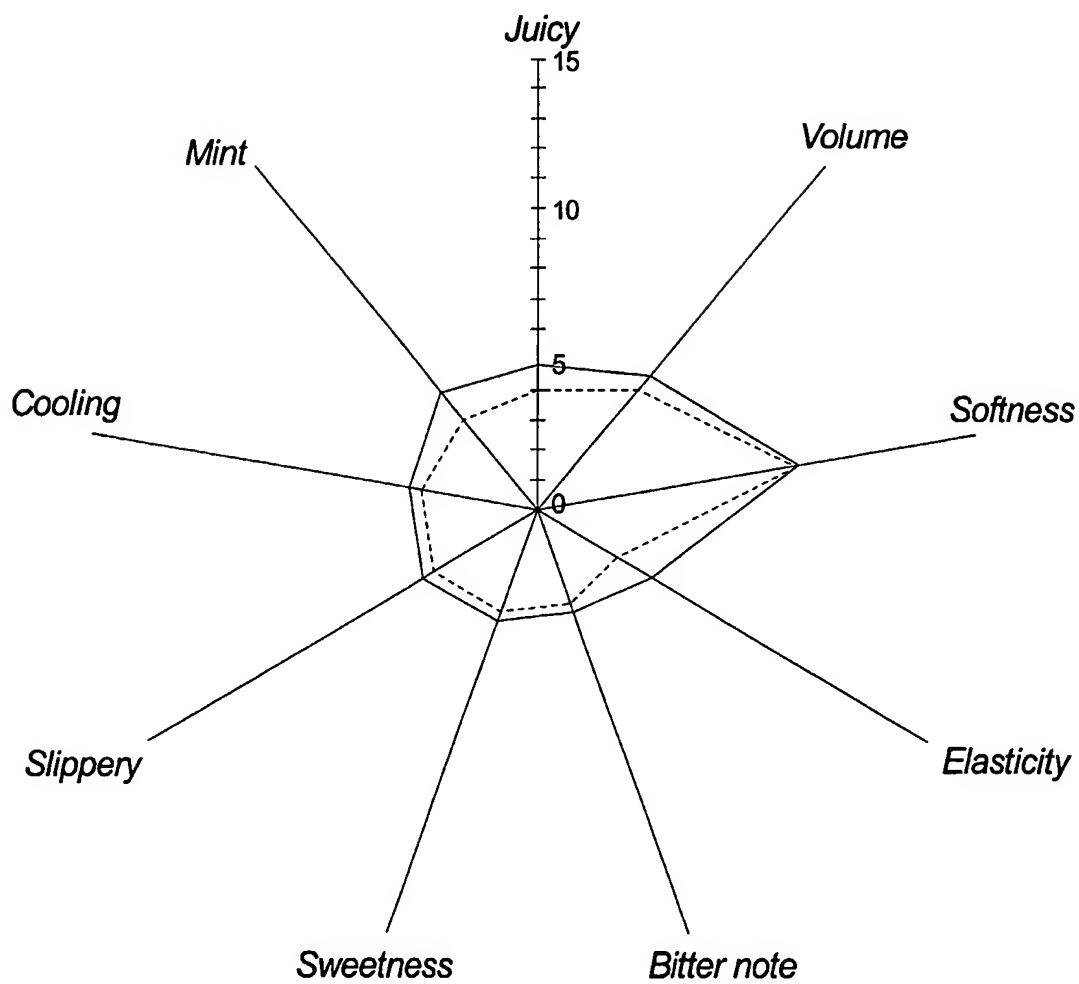 Juicy
15
Volume
Mint
10
5
Cooling
Softness
0
Slippery
Elasticity
Sweetness
Bitter note